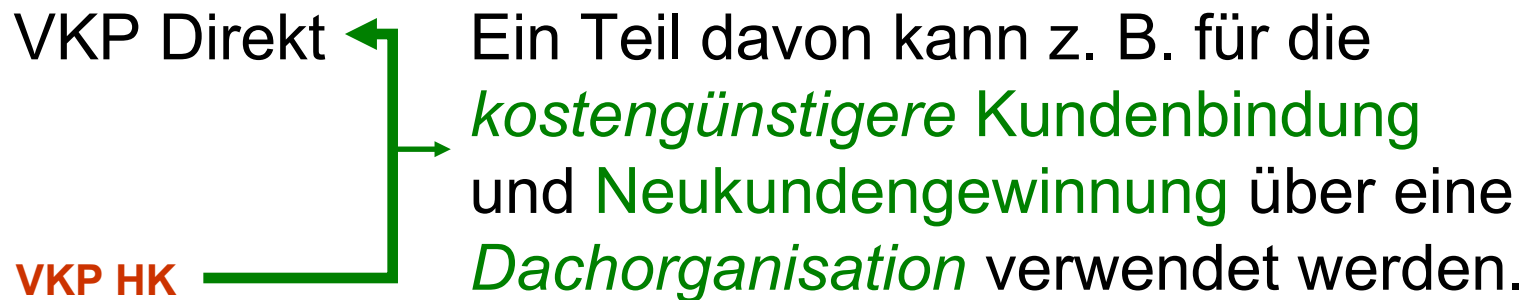 VKP Direkt
Ein Teil davon kann z. B. für die
kostengünstigere Kundenbindung
und Neukundengewinnung über eine
Dachorganisation verwendet werden.
VKP HK